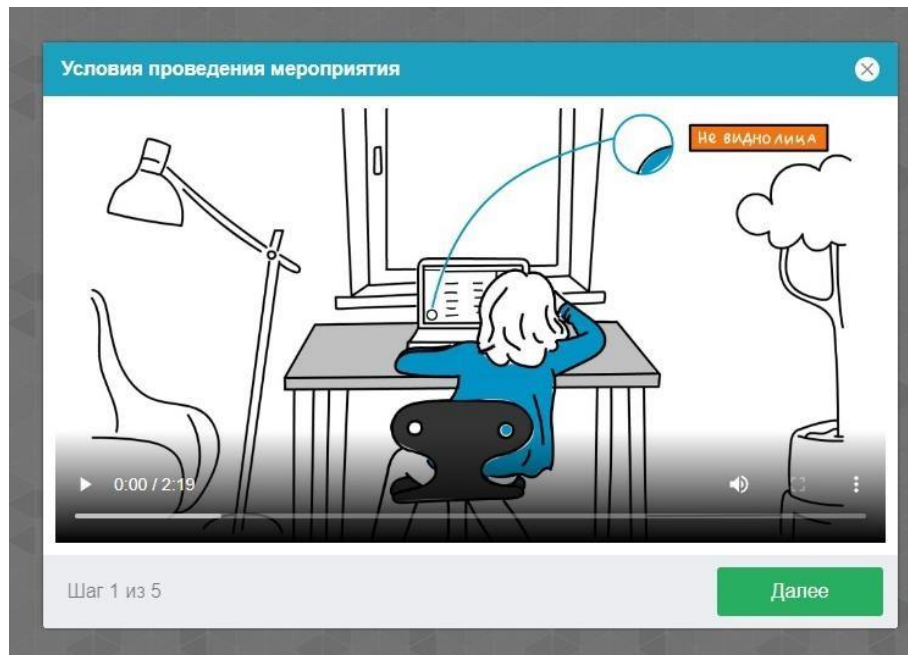 Условия проведения мероприятия
Не видно лица
0:00 / 2:19
Шаг 1 из 5
Далее